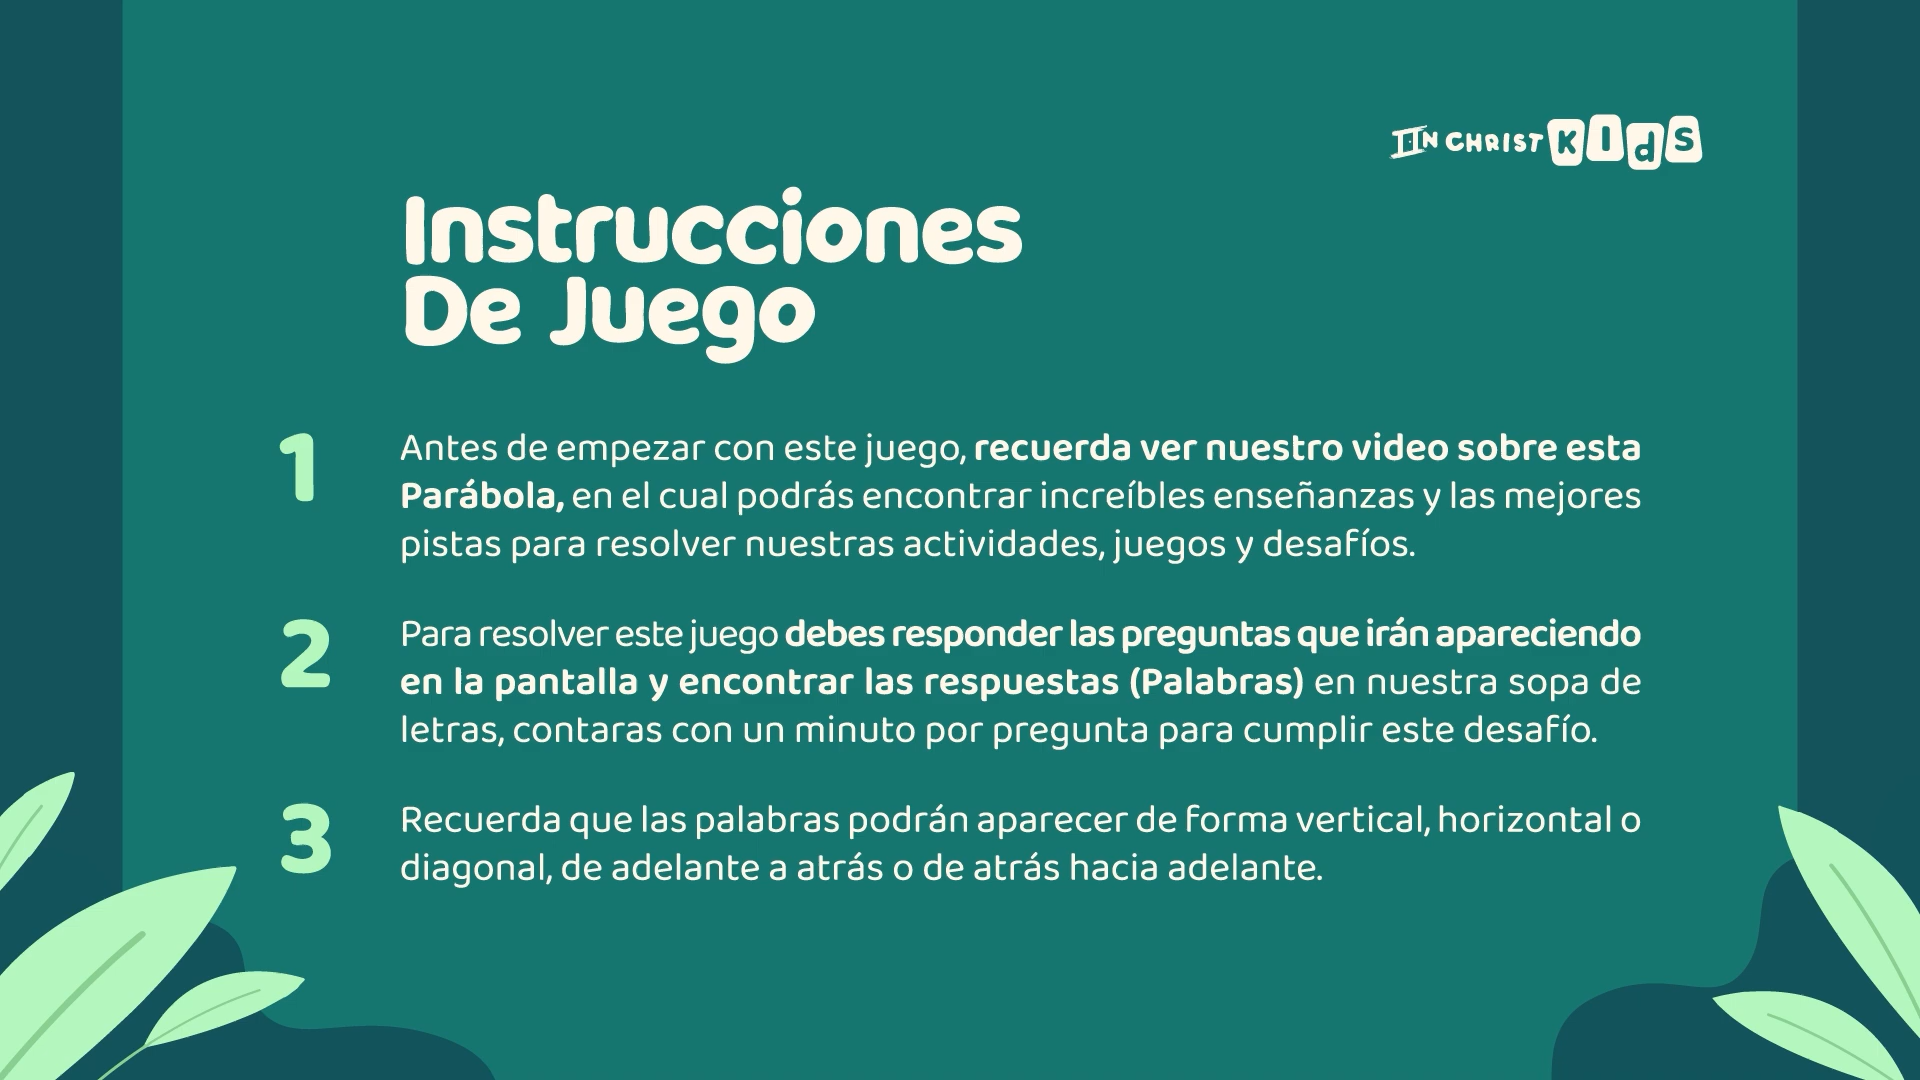 IN CHRIST KIdS
Instrucciones
De Juego
1
Antes de empezar con este juego, recuerda ver nuestro video sobre esta
Parábola, en el cual podrás encontrar increíbles enseñanzas y las mejores
pistas para resolver nuestras actividades, juegos y desafíos.
2
Para resolver este juego debes responder las preguntas que irán apareciendo
en la pantalla y encontrar las respuestas (Palabras) en nuestra sopa de
letras, contaras con un minuto por pregunta para cumplir este desafío.
3
Recuerda que las palabras podrán aparecer de forma vertical, horizontal o
diagonal, de adelante a atrás o de atrás hacia adelante.